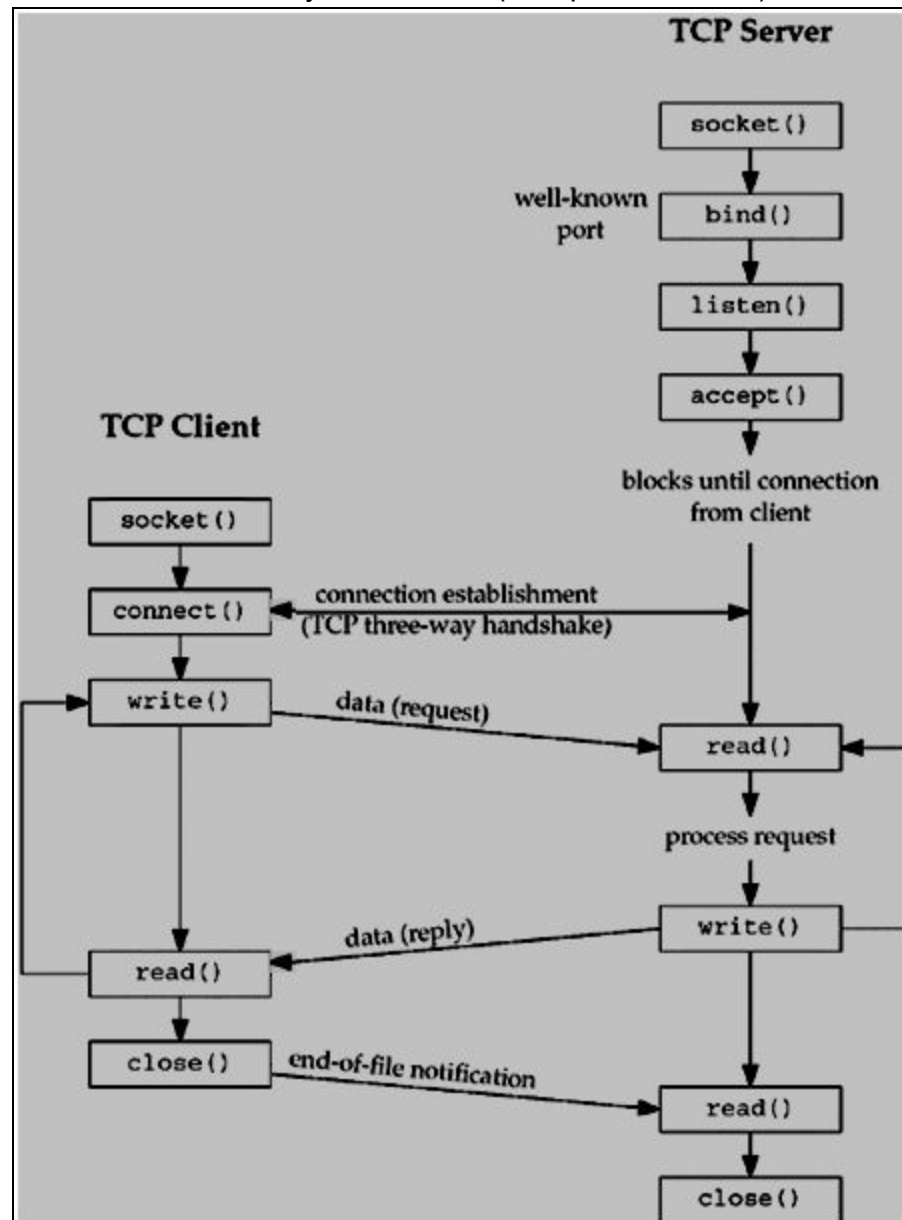 TCP Server
socket()
well-known
port
bind()
listen()
accept()
TCP Client
blocks until connection
from client
socket()
connect()
connection establishment
(TCP three-way handshake)
write()
data (request)
read()
process request
write()
data (reply)
read()
close()
end-of-file notification
read()
close()